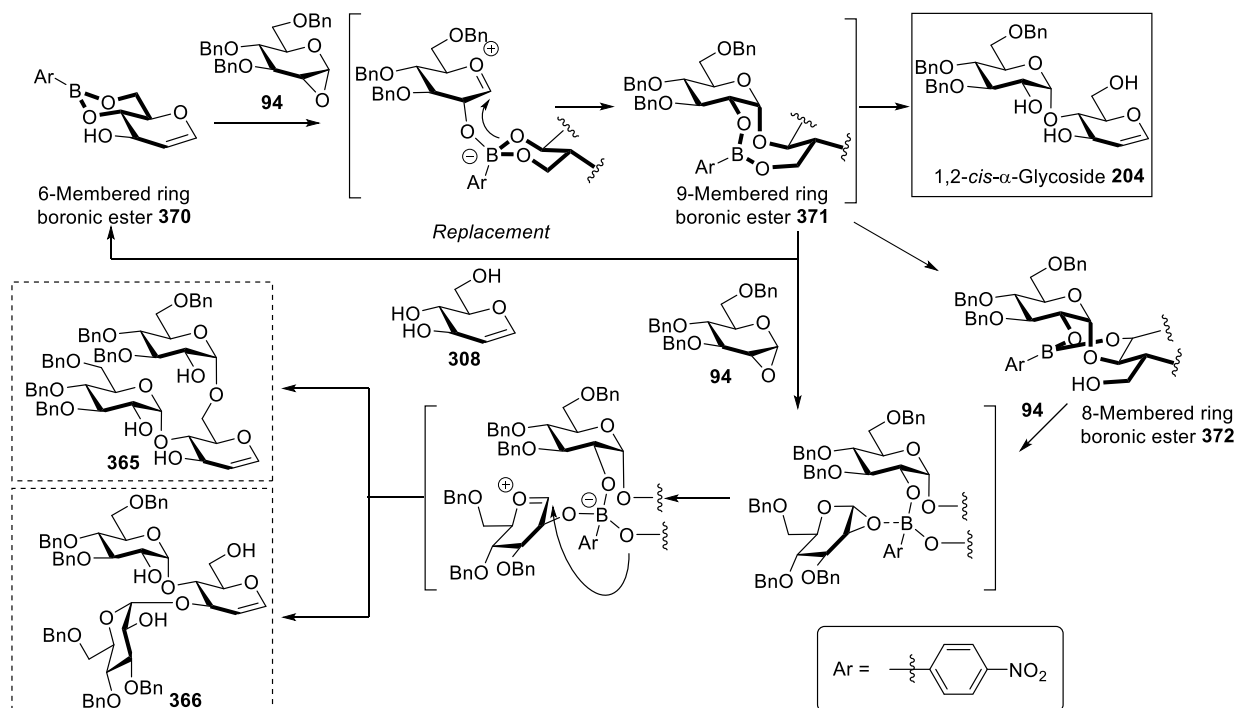 OBn
O
BnO
BnO
O
94
Ar
B
O
O
O
HO
6-Membered ring
boronic ester 370
OBn
⊕
O
BnO
BnO
O
O
⊖
B
O
Ar
OBn
O
BnO
BnO
O
O
B
Ar
O
9-Membered ring
boronic ester 371
OBn
O
BnO
BnO
HO
OH
O
O
HO
1,2-cis-α-Glycoside 204
Replacement
OH
O
HO
HO
308
OBn
O
BnO
BnO
O
94
OBn
O
BnO
BnO
O
B
O
Ar
O
HO
94
8-Membered ring
boronic ester 372
OBn
O
BnO
BnO
OBn
HO
O
BnO
BnO
O
HO
O
O
HO
365
OBn
O
BnO
BnO
HO
OH
O
O
O
O
OH
BnO
BnO
OBn
366
OBn
O
BnO
BnO
O
O
⊕
O
⊖
BnO
O
B
O
Ar
BnO
OBn
OBn
O
BnO
BnO
O
O
BnO
O
O
B
O
Ar
BnO
OBn
Ar =
NO2